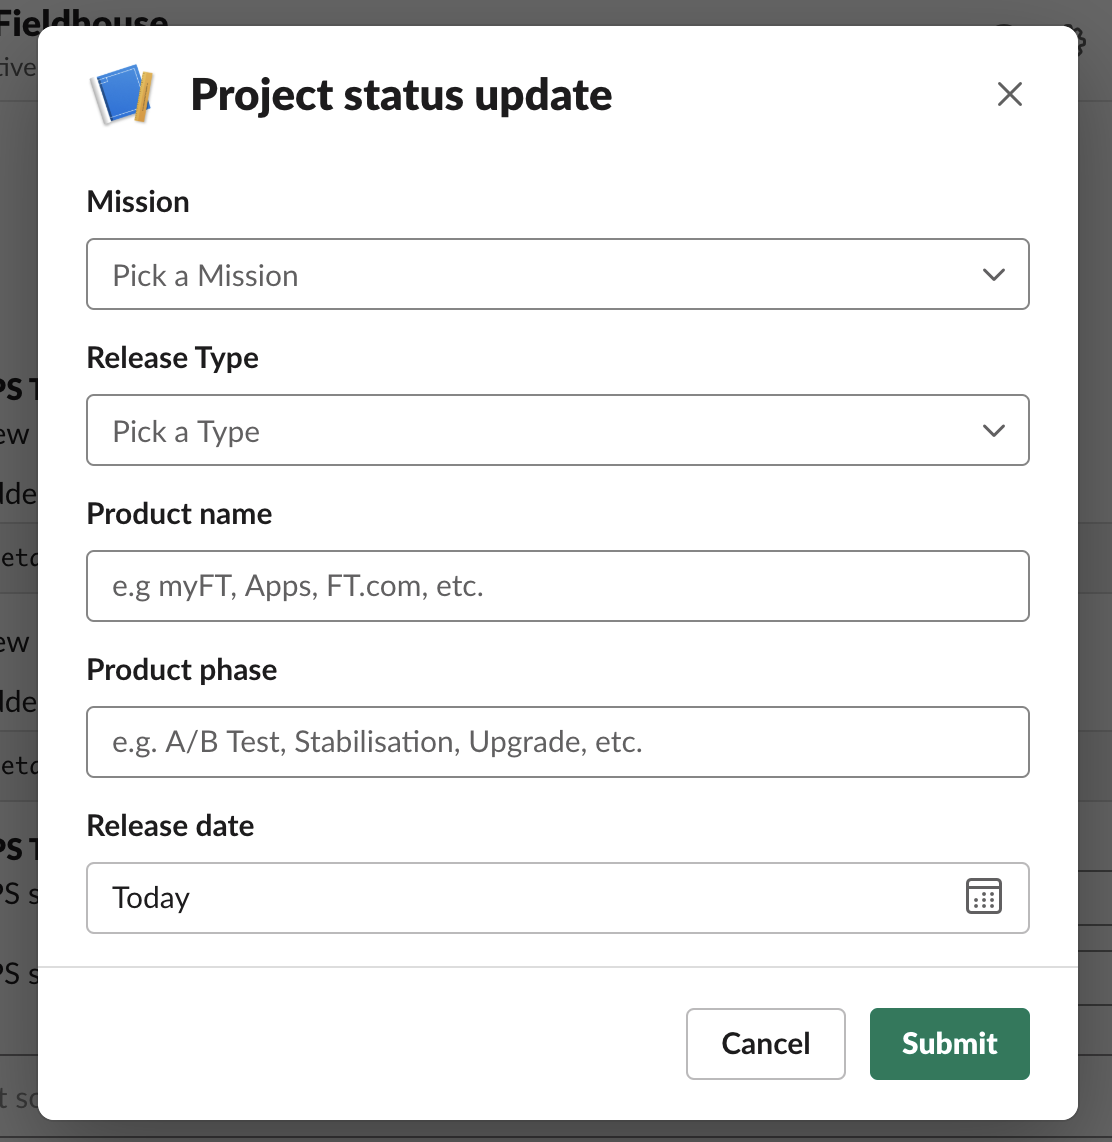 Fieldhouse
Project status update
Mission
Pick a Mission
Release Type
Pick a Type
Product name
e.g myFT, Apps, FT.com, etc.
Product phase
e.g. A/B Test, Stabilisation, Upgrade, etc.
Release date
Today
Cancel
Submit